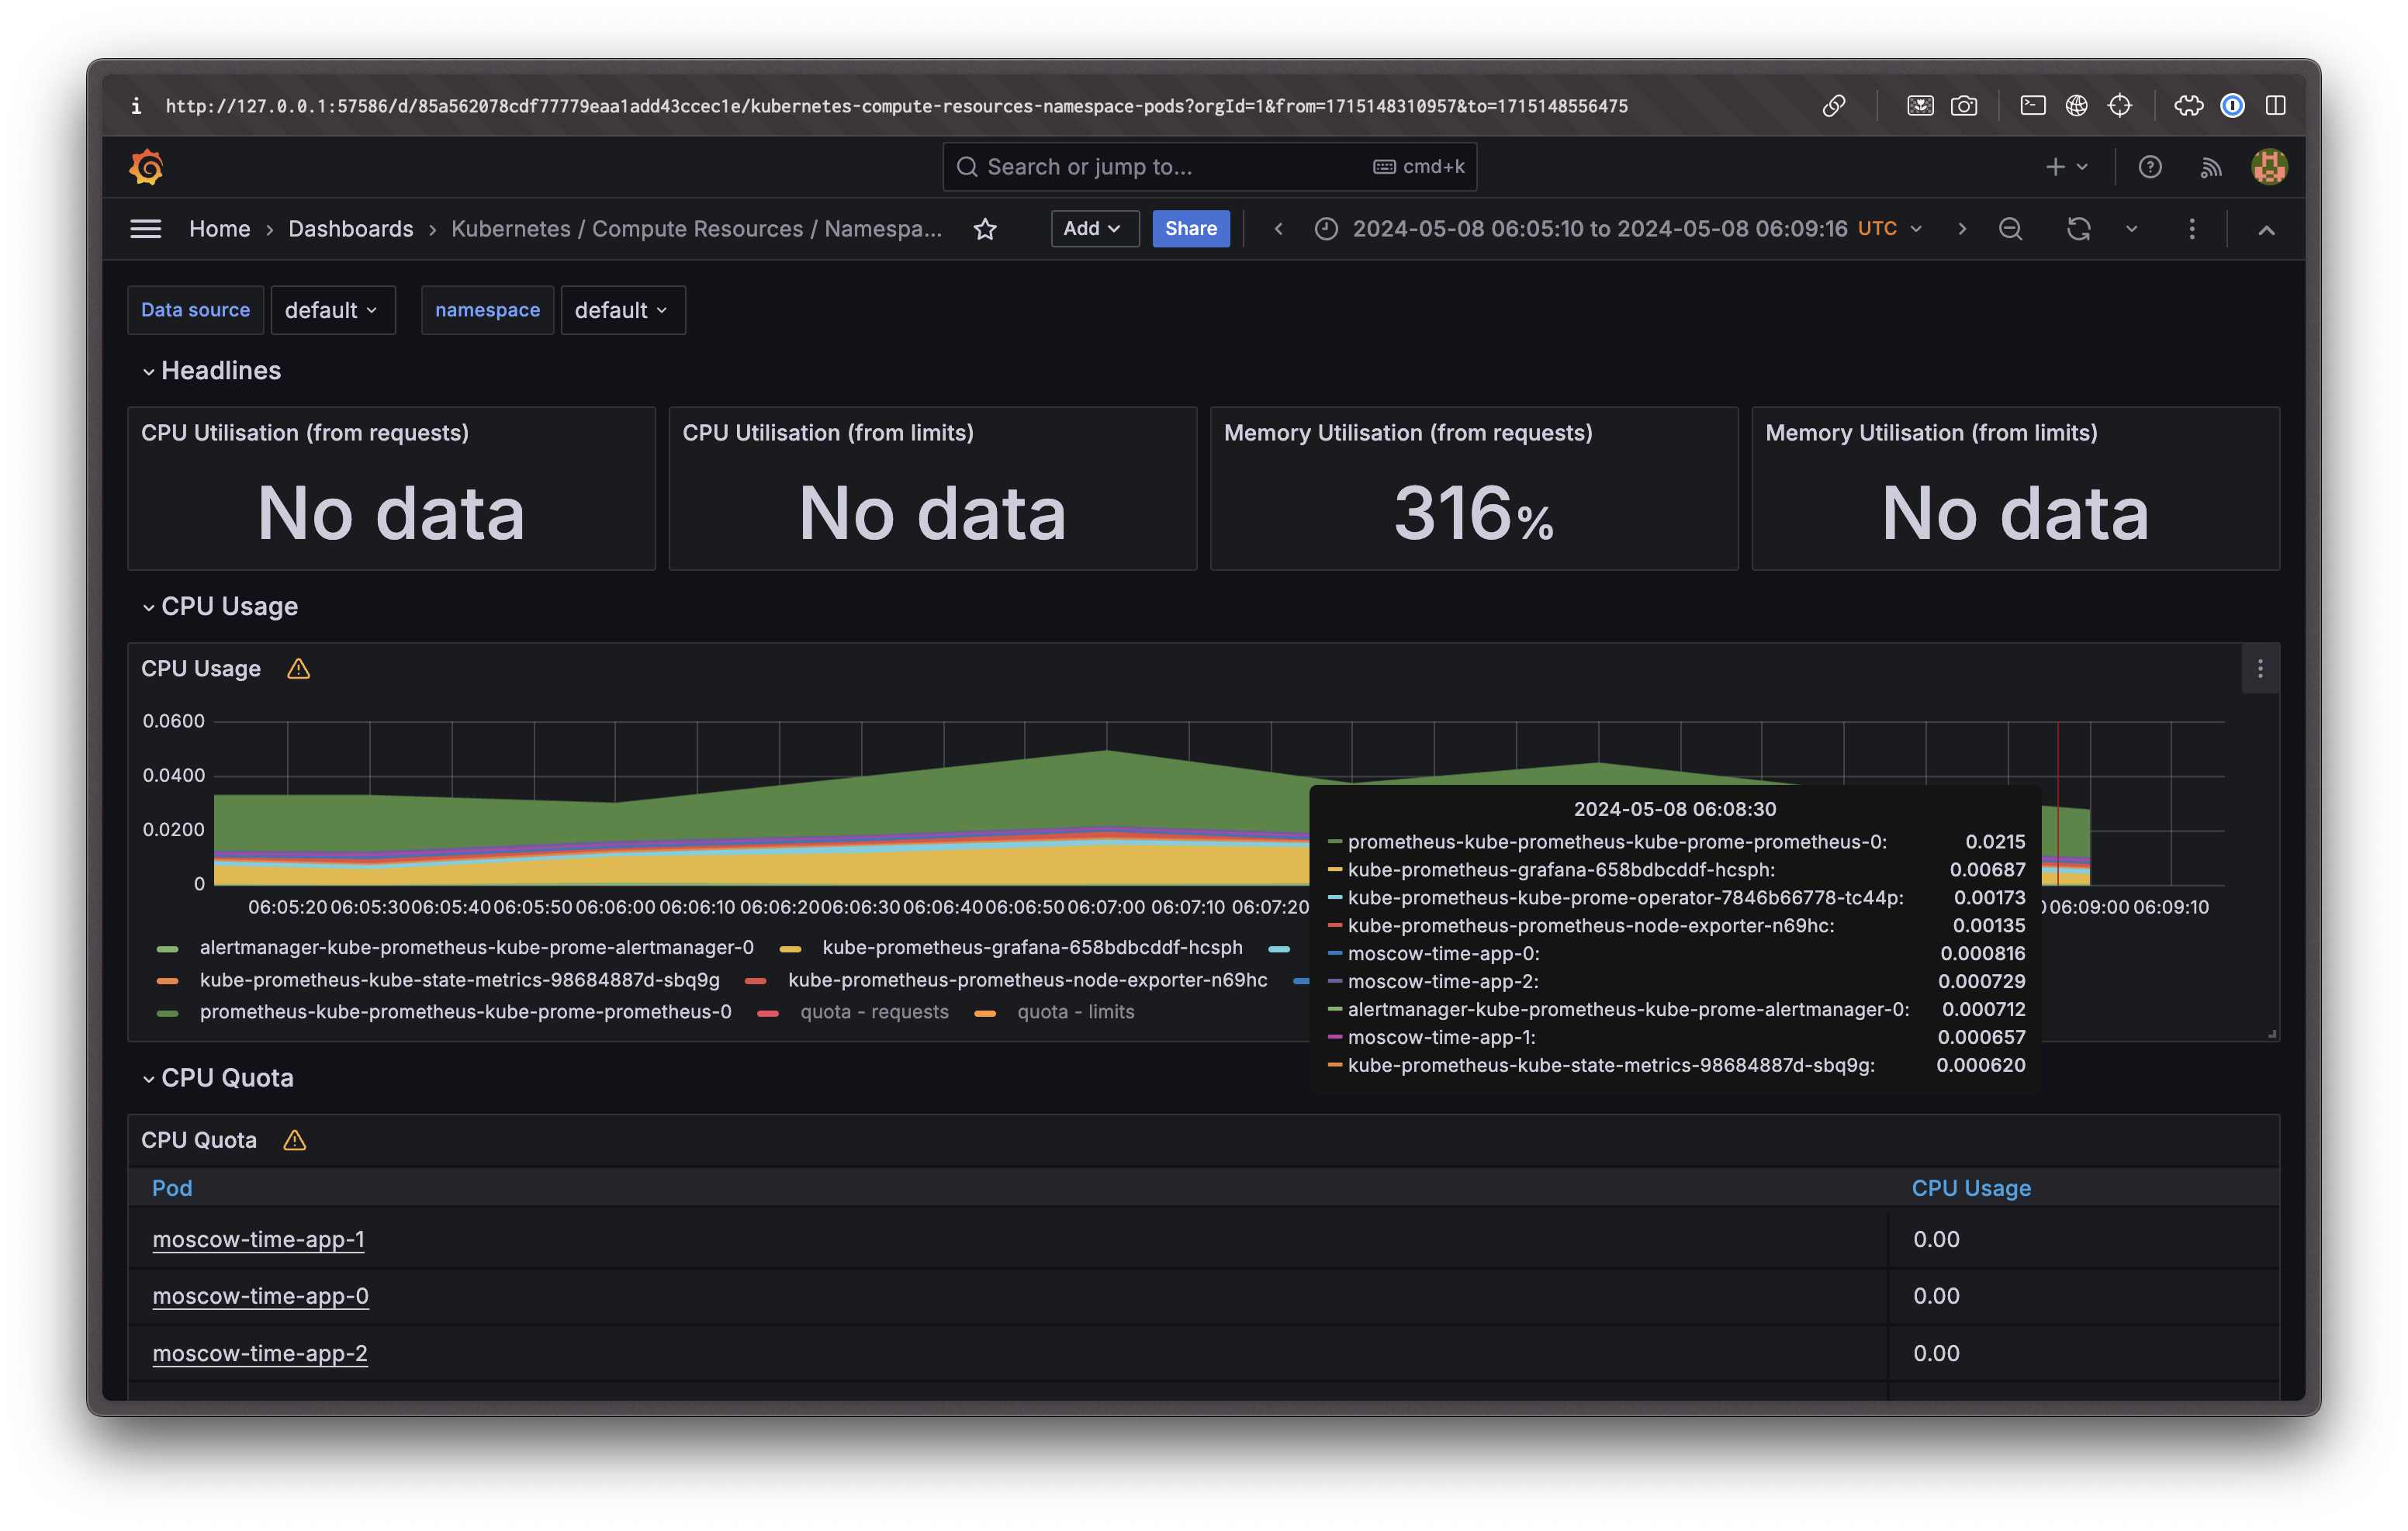 http://127.0.0.1:57586/d/85a562078cdf77779eaa1add43ccec1e/kubernetes-compute-resources-namespace-pods?orgId=1&from=1715148310957&to=1715148556475
Search or jump to... cmd+k
Home › Dashboards › Kubernetes / Compute Resources / Namespa... Add Share 2024-05-08 06:05:10 to 2024-05-08 06:09:16 UTC
Data source default namespace default
Headlines
CPU Utilisation (from requests) CPU Utilisation (from limits) Memory Utilisation (from requests) Memory Utilisation (from limits)
No data No data 316% No data
CPU Usage
CPU Usage
0.0600
0.0400
0.0200
0
06:05:20 06:05:30 06:05:40 06:05:50 06:06:00 06:06:10 06:06:20 06:06:30 06:06:40 06:06:50 06:07:00 06:07:10 06:07:20 06:09:00 06:09:10
alertmanager-kube-prometheus-kube-prome-alertmanager-0 kube-prometheus-grafana-658bdbcddf-hcsph
kube-prometheus-kube-state-metrics-98684887d-sbq9g kube-prometheus-prometheus-node-exporter-n69hc
prometheus-kube-prometheus-kube-prome-prometheus-0 quota - requests quota - limits
2024-05-08 06:08:30
prometheus-kube-prometheus-kube-prome-prometheus-0: 0.0215
kube-prometheus-grafana-658bdbcddf-hcsph: 0.00687
kube-prometheus-kube-prome-operator-7846b66778-tc44p: 0.00173
kube-prometheus-prometheus-node-exporter-n69hc: 0.00135
moscow-time-app-0: 0.000816
moscow-time-app-2: 0.000729
alertmanager-kube-prometheus-kube-prome-alertmanager-0: 0.000712
moscow-time-app-1: 0.000657
kube-prometheus-kube-state-metrics-98684887d-sbq9g: 0.000620
CPU Quota
CPU Quota
Pod CPU Usage
moscow-time-app-1 0.00
moscow-time-app-0 0.00
moscow-time-app-2 0.00